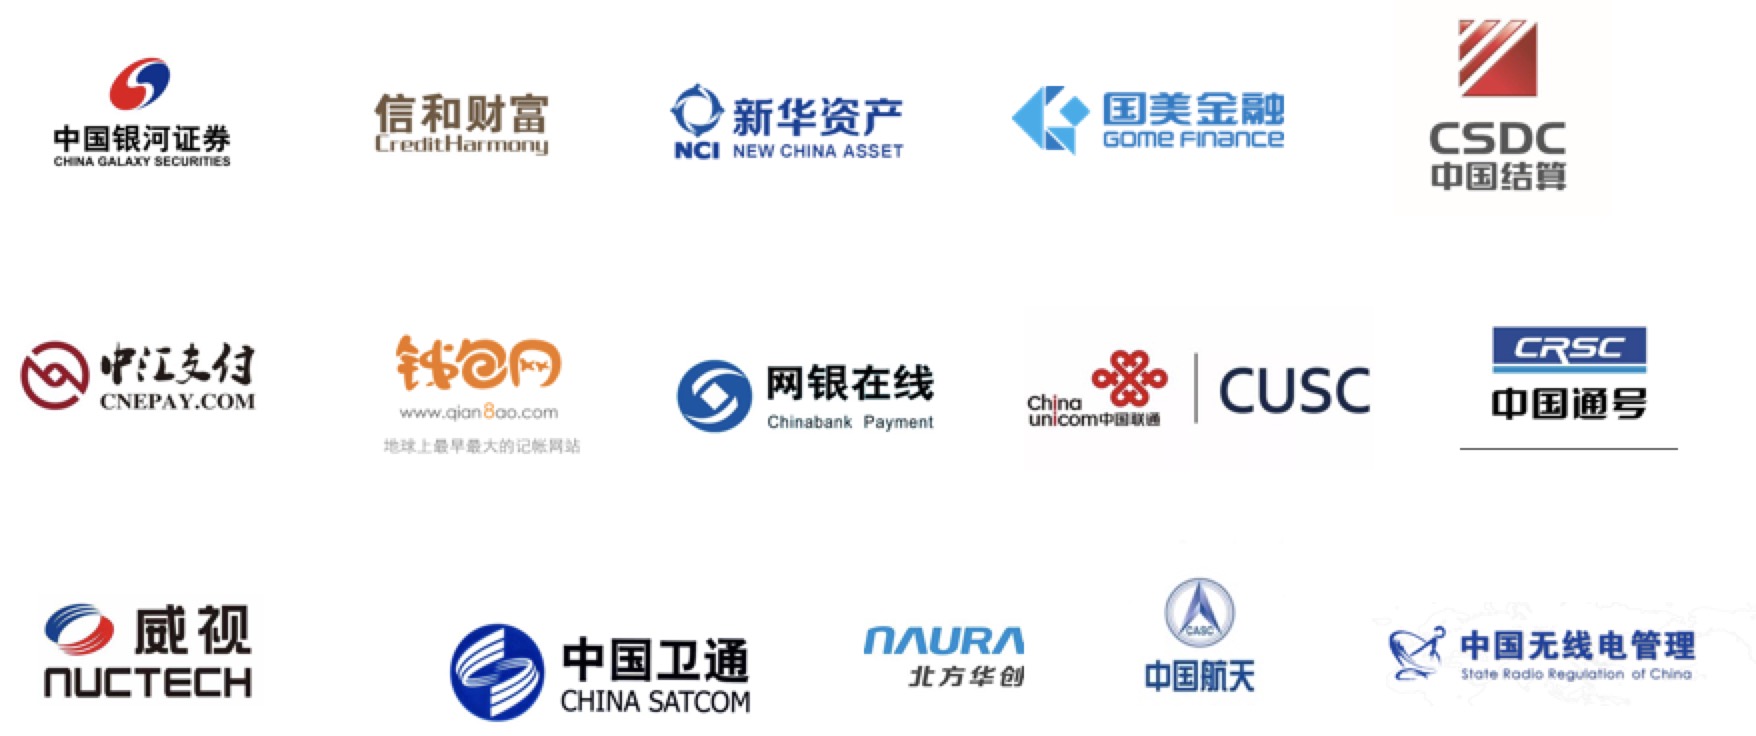 中国银河证券
CHINA GALAXY SECURITIES
信和财富
CreditHarmony
新华资产
NCI NEW CHINA ASSET
国美金融
GOME FINANCE
CSDC
中国结算
中汇支付
CNEPAY.COM
钱包网
www.qian8ao.com
地球上最早最大的记帐网站
网银在线
Chinabank Payment
China
unicom中国联通
CUSC
CRSC
中国通号
威视
NUCTECH
中国卫通
CHINA SATCOM
NAURA
北方华创
CASC
中国航天
中国无线电管理
State Radio Regulation of China